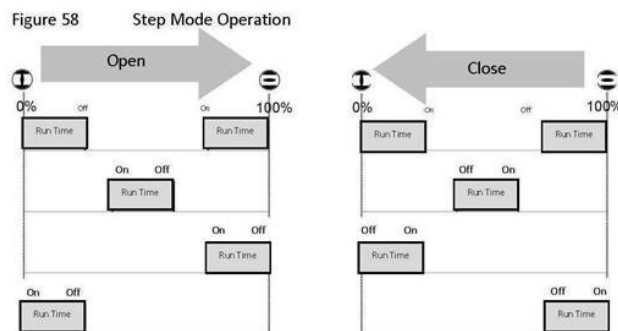 Figure 58 Step Mode Operation
Open
Close
0% Off On 100%
0% On Off 100%
Run Time Run Time
Run Time Run Time
On Off
Run Time
Off On
Run Time
On Off
Run Time
Off On
Run Time
On Off
Run Time
Off On
Run Time